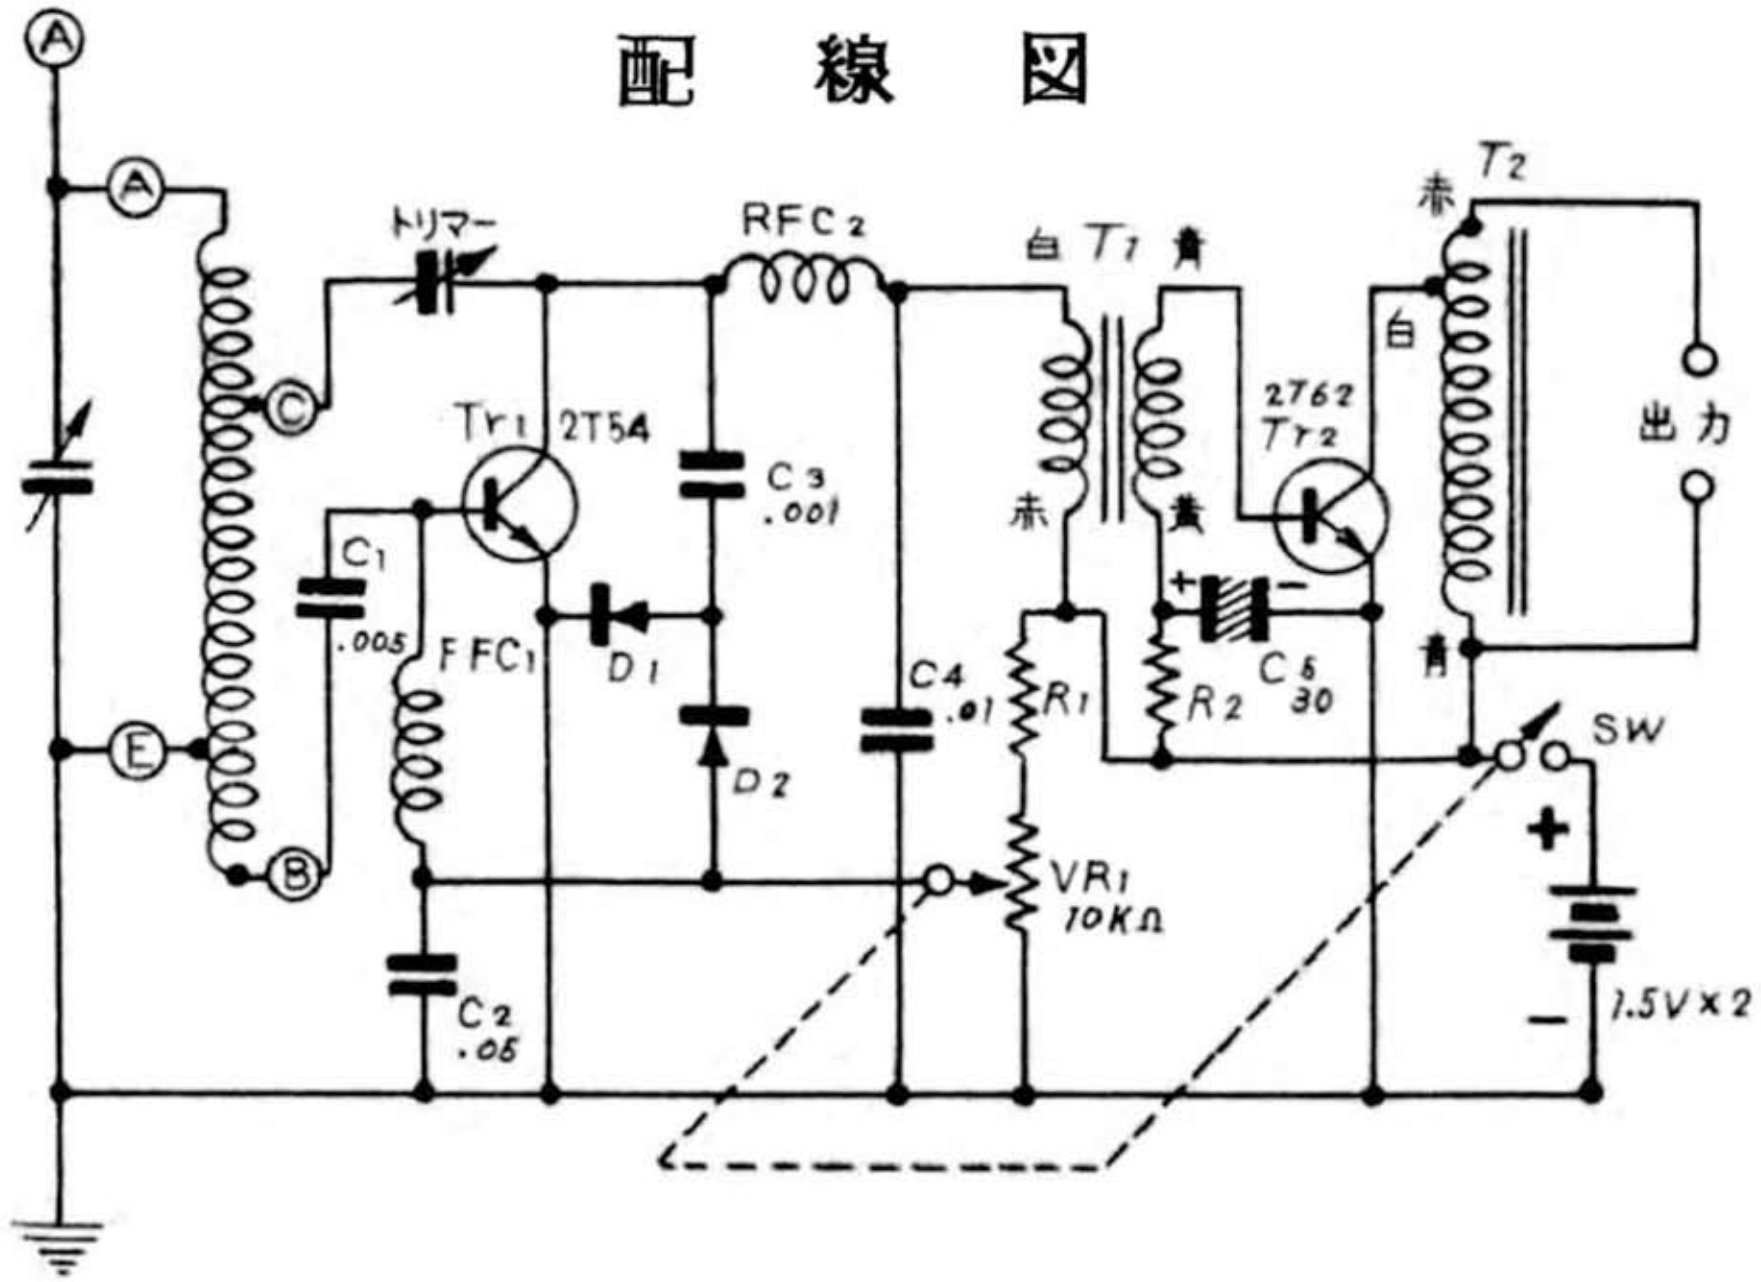 配線図
A
A
トリマー
RFC2
白 T1 青
赤 T2
白
C
Tr1 2T54
C3
.001
2T62
Tr2
出力
赤
黄
C1
.005
FFC1
D1
+ -
C5
30
青
C4
.01
R1
R2
SW
E
D2
B
VR1
10KΩ
+
C2
.05
-
1.5V×2